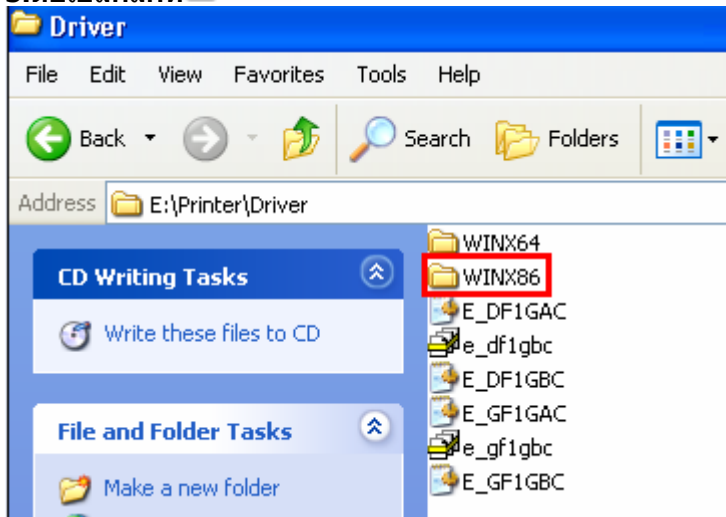 Driver
File Edit View Favorites Tools Help
Back Search Folders
Address E:\Printer\Driver
CD Writing Tasks
Write these files to CD
File and Folder Tasks
Make a new folder
WINX64
WINX86
E_DF1GAC
e_df1gbc
E_DF1GBC
E_GF1GAC
e_gf1gbc
E_GF1GBC